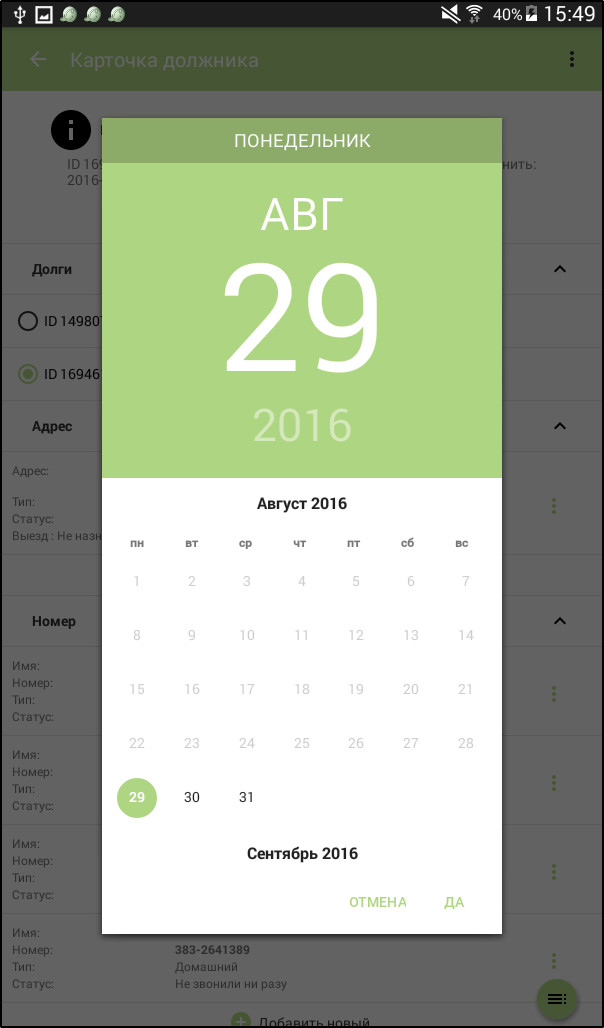 40% 15:49
Карточка должника
ID 169
нить:
2016-
ПОНЕДЕЛЬНИК
АВГ
29
2016
Долги
ID 14980
ID 16946
Адрес
Адрес:
Тип:
Статус:
Выезд : Не назн
Август 2016
пн вт ср чт пт сб вс
1 2 3 4 5 6 7
8 9 10 11 12 13 14
15 16 17 18 19 20 21
22 23 24 25 26 27 28
29 30 31
Сентябрь 2016
ОТМЕНА ДА
Номер
Имя:
Номер:
Тип:
Статус:
Имя:
Номер:
Тип:
Статус:
Имя:
Номер:
Тип:
Статус:
Имя:
Номер: 383-2641389
Тип: Домашний
Статус: Не звонили ни разу
Добавить новый